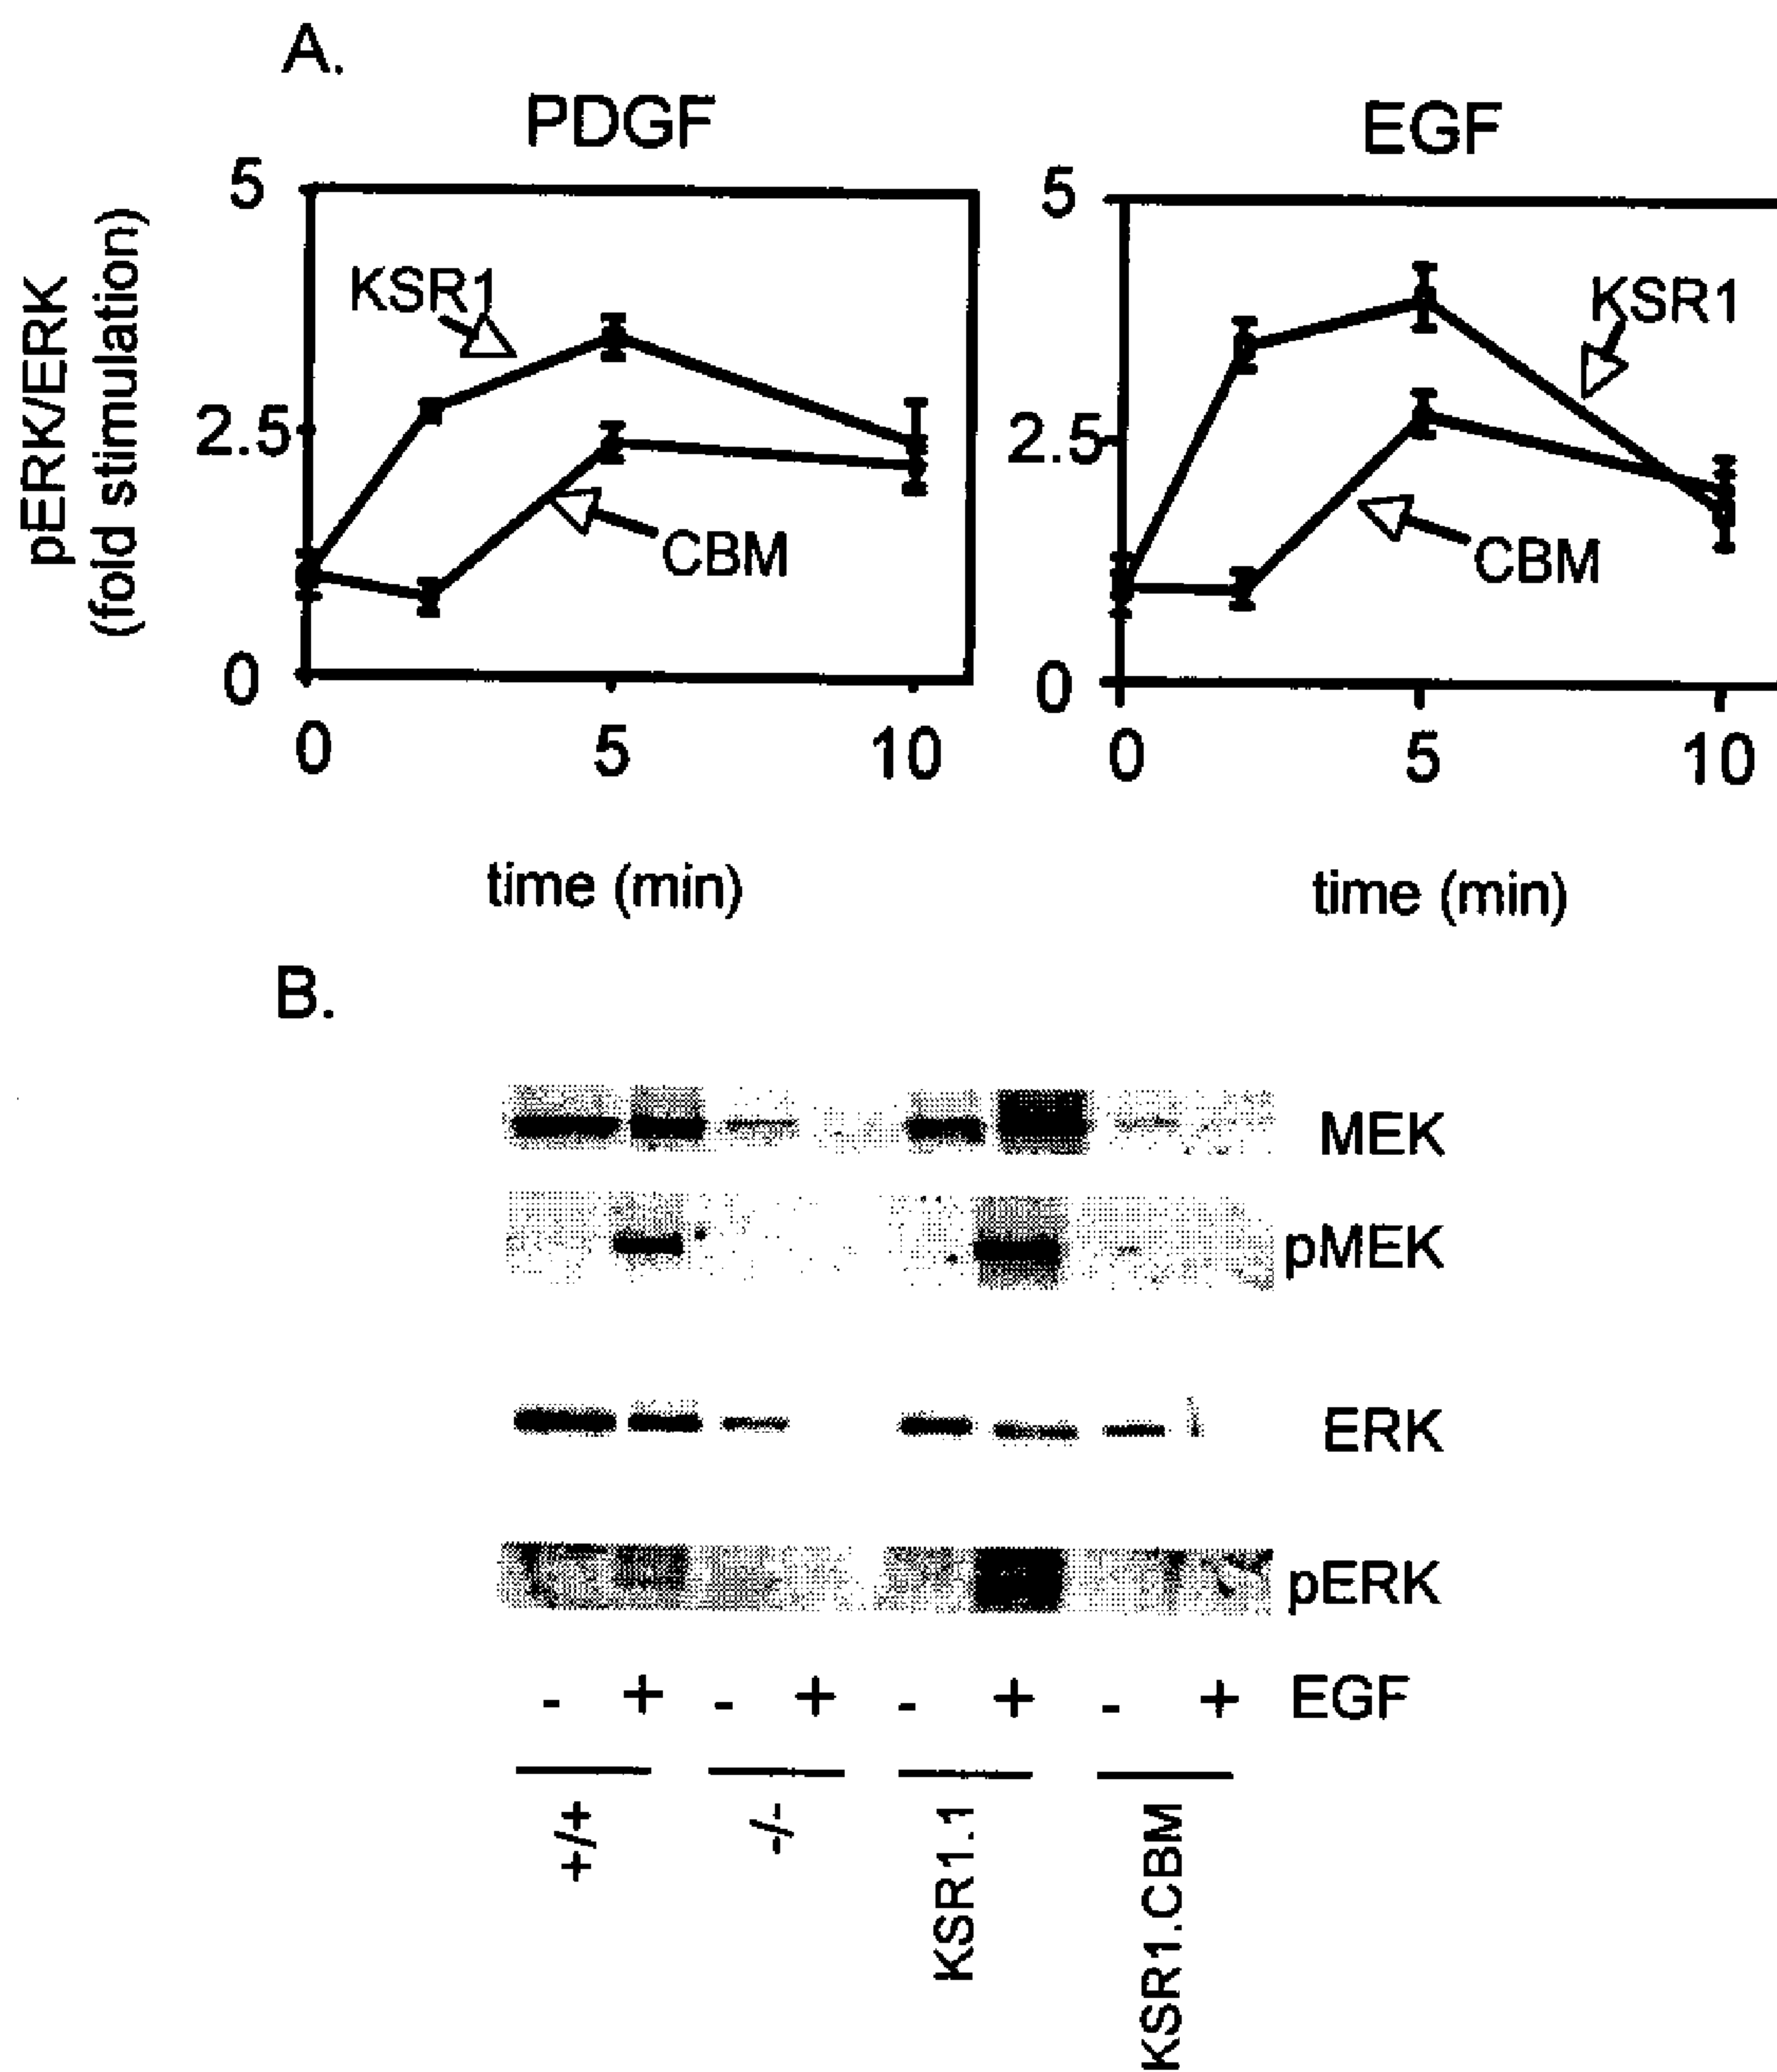 A.
PDGF
EGF
pERK/ERK
(fold stimulation)
5
2.5
0
KSR1
CBM
0 5 10
time (min)
5
2.5
0
KSR1
CBM
0 5 10
time (min)
B.
MEK
pMEK
ERK
pERK
- + - + - + - + EGF
+/+
-/-
KSR1.1
KSR1.CBM